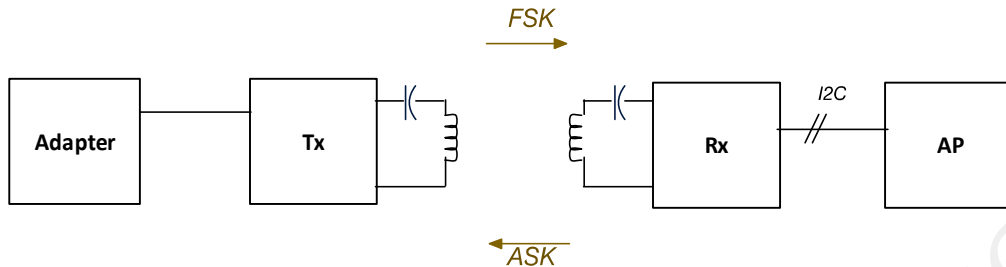 FSK
Adapter
Tx
Rx
I2C
AP
ASK